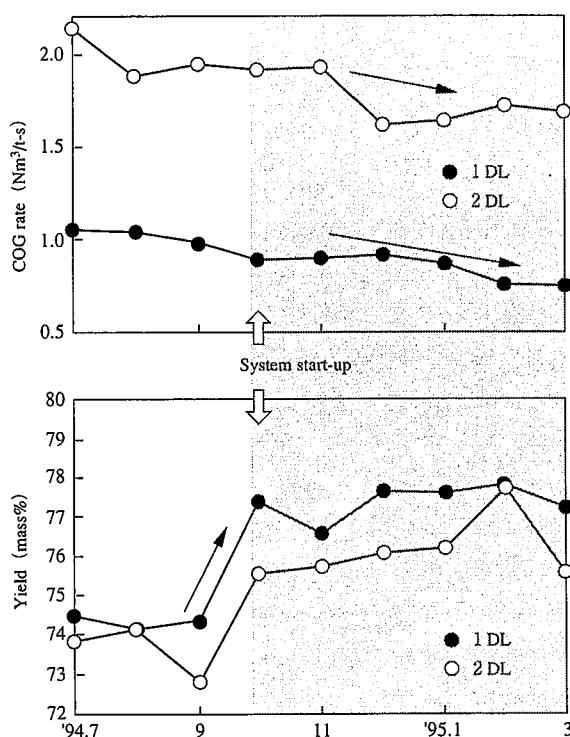 COG rate (Nm³/t-s)
2.0
1.5
1.0
0.5
1 DL
2 DL
System start-up
Yield (mass%)
80
79
78
77
76
75
74
73
72
1 DL
2 DL
'94.7 9 11 '95.1 3